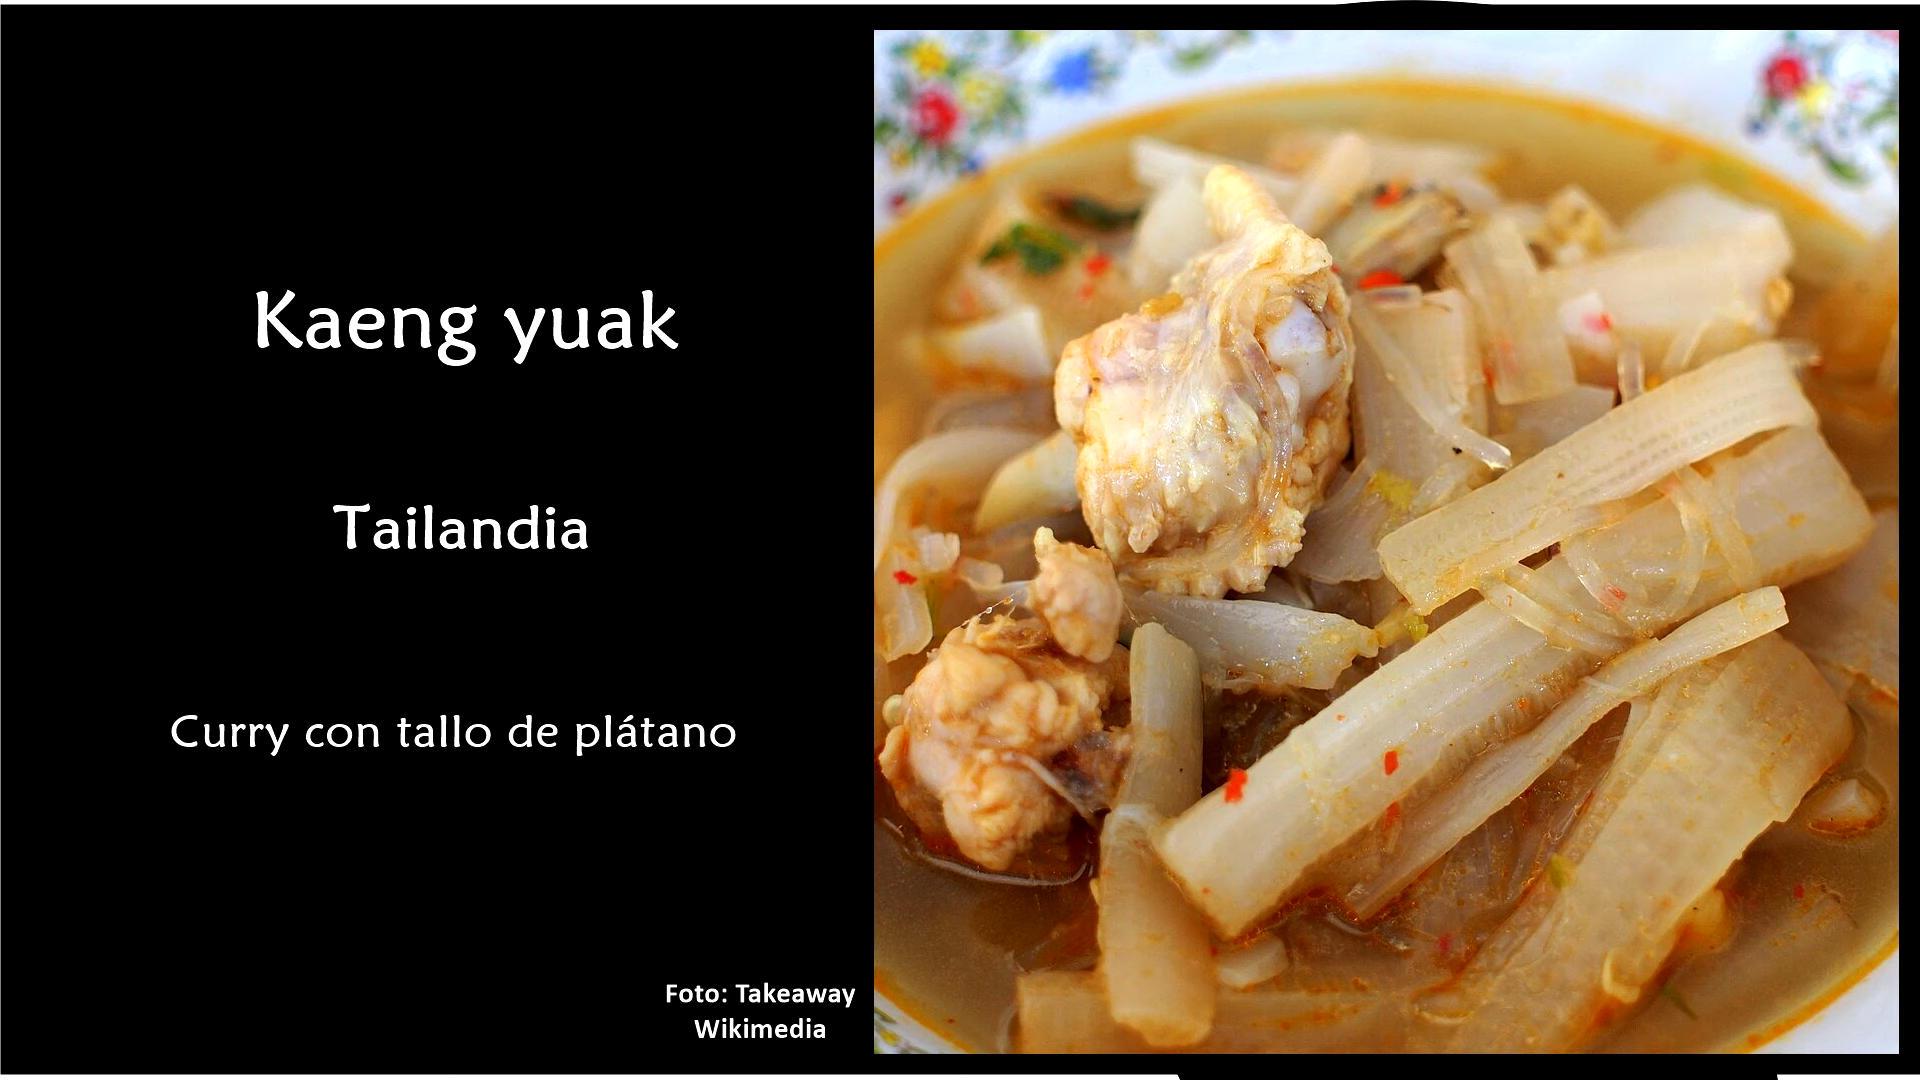 Kaeng yuak
Tailandia
Curry con tallo de plátano
Foto: Takeaway
Wikimedia